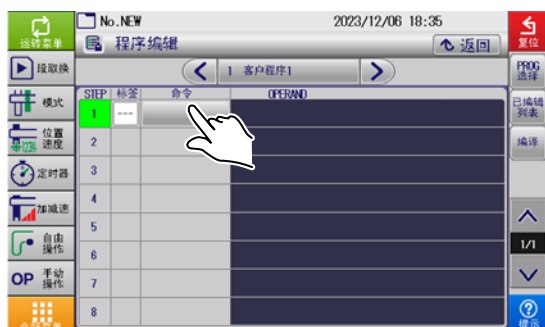 运转菜单
No.NEW 2023/12/06 18:35
复位
程序编辑
返回
段取换
1 客户程序1
PROG
选择
模式
STEP 标签 命令 OPERAND
已编辑
列表
1 ---
位置
速度
2
编译
定时器
3
加减速
4
5
自由
操作
1/1
6
OP 手动
操作
7
8
提示